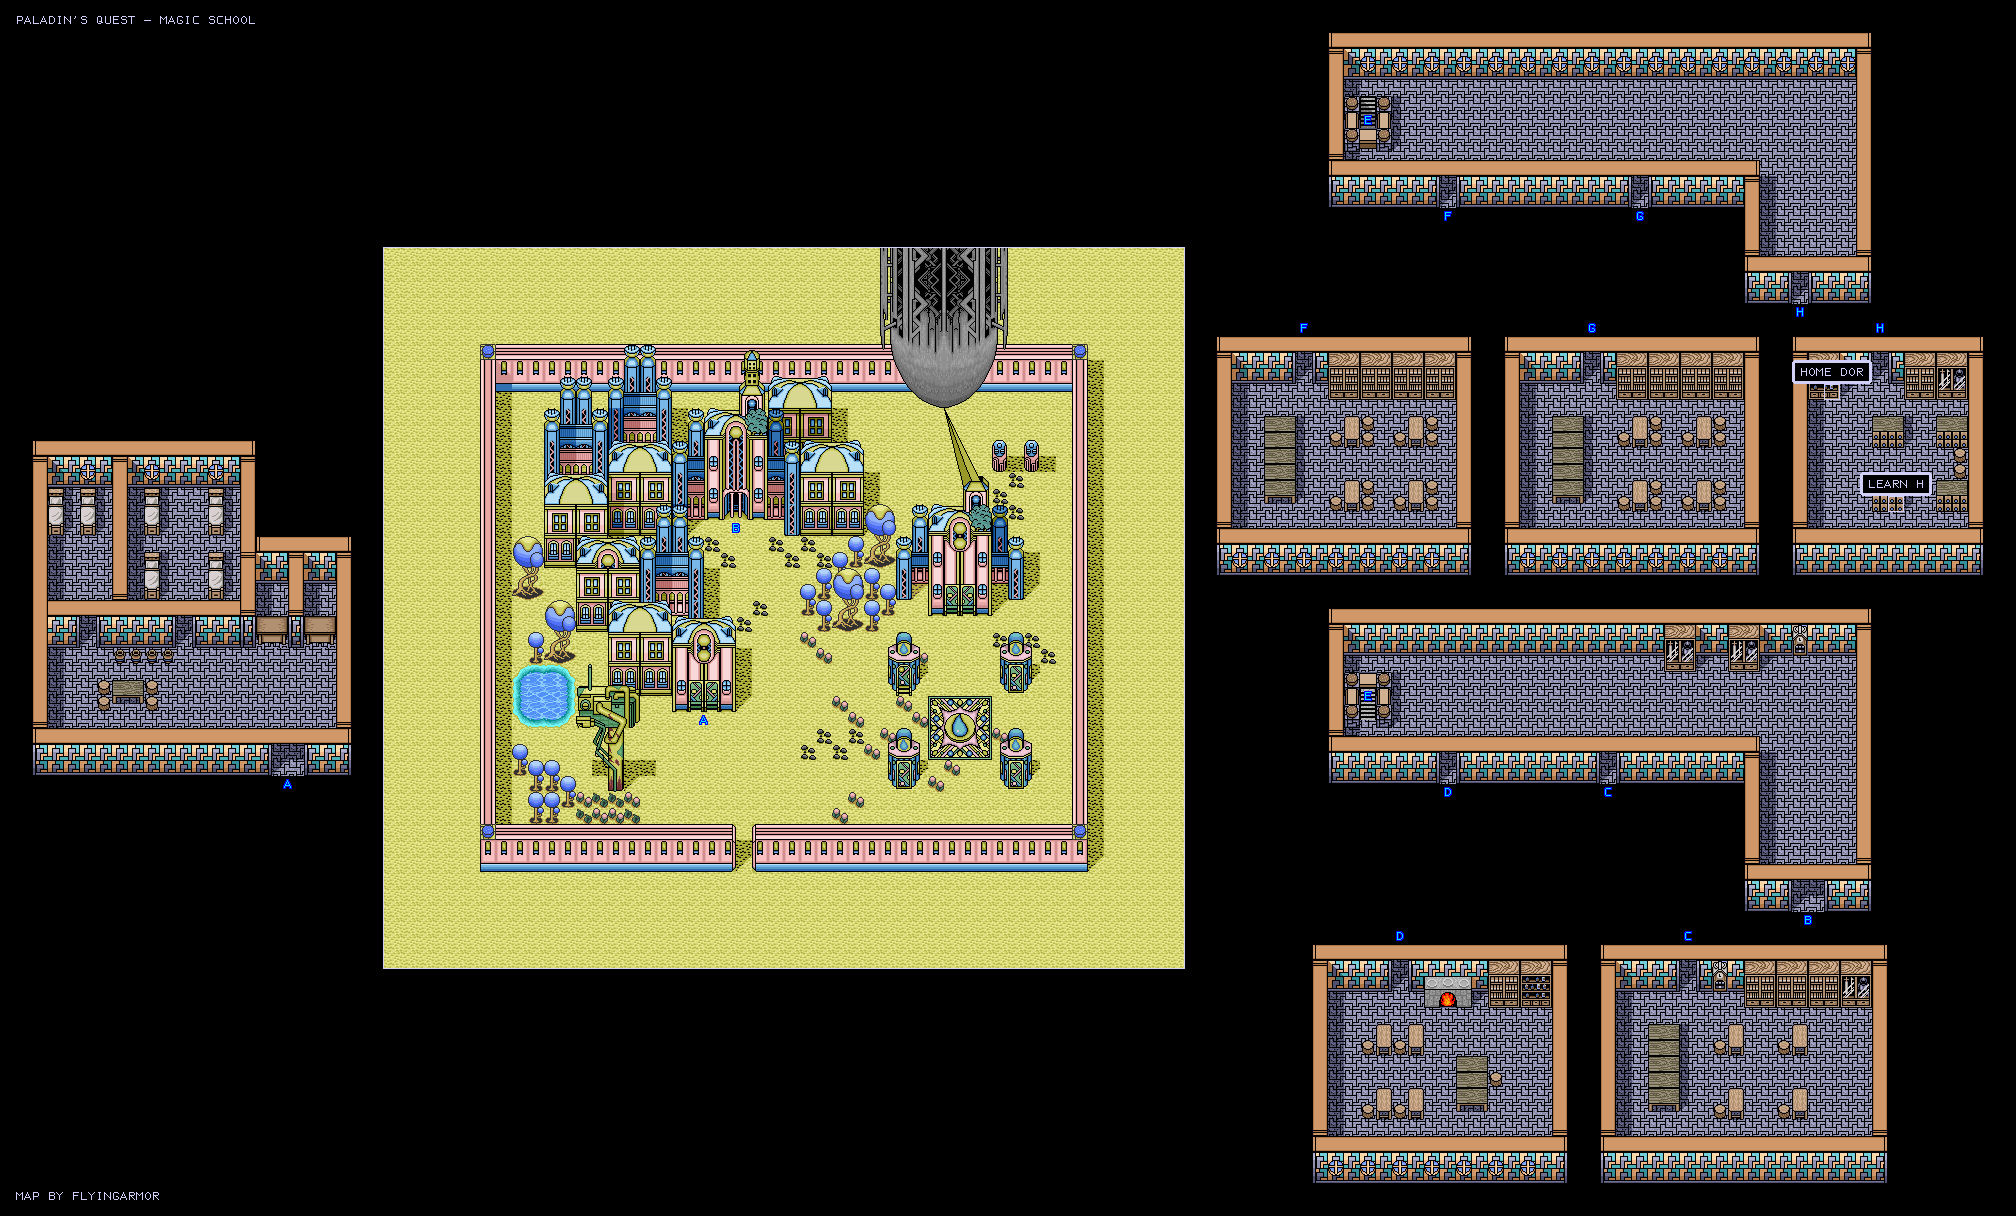 PALADIN'S QUEST – MAGIC SCHOOL
E
F
G
H
F
G
H
HOME DOR
LEARN H
B
A
A
E
D
C
B
D
C
MAP BY FLYINGARMOR